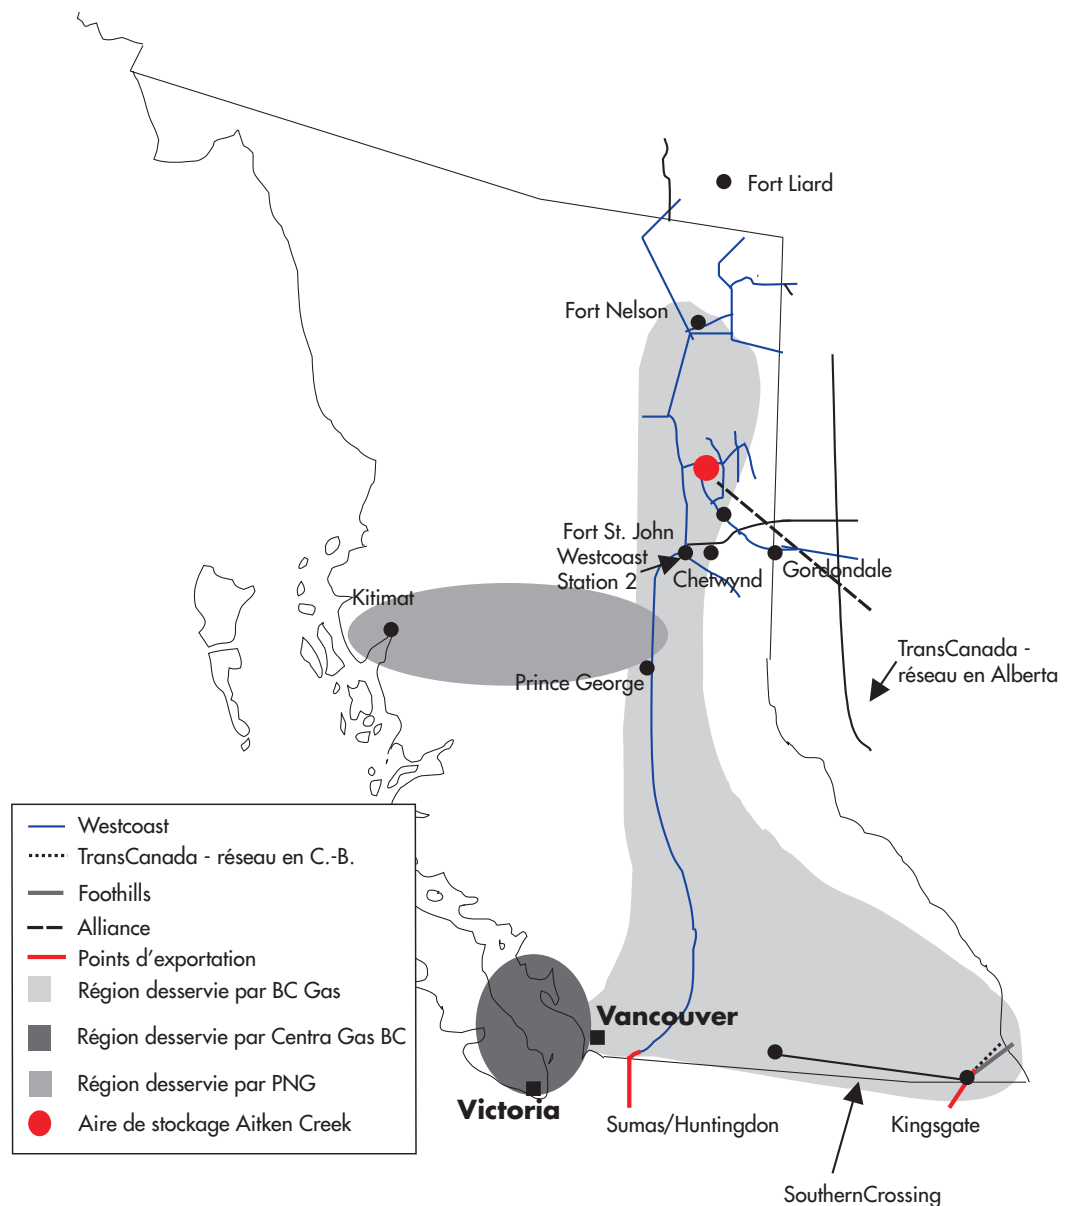 Fort Liard
Fort Nelson
Fort St. John
Westcoast
Station 2
Chetwynd
Gordondale
Kitimat
TransCanada -
réseau en Alberta
Prince George
Westcoast
TransCanada - réseau en C.-B.
Foothills
Alliance
Points d'exportation
Région desservie par BC Gas
Région desservie par Centra Gas BC
Région desservie par PNG
Aire de stockage Aitken Creek
Vancouver
Victoria
Sumas/Huntingdon
Kingsgate
SouthernCrossing